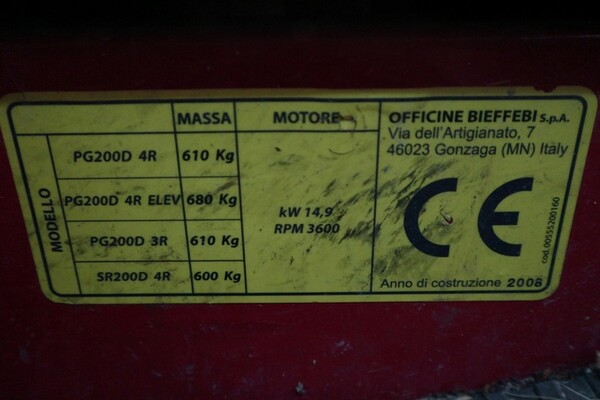 MASSA MOTORE
MODELLO
PG200D 4R 610 Kg
PG200D 4R ELEV 680 Kg
PG200D 3R 610 Kg
SR200D 4R 600 Kg
kW 14,9
RPM 3600
OFFICINE BIEFFEBI S.p.A.
Via dell'Artigianato, 7
46023 Gonzaga (MN) Italy
CE
Anno di costruzione 2008
cod. 00555200160